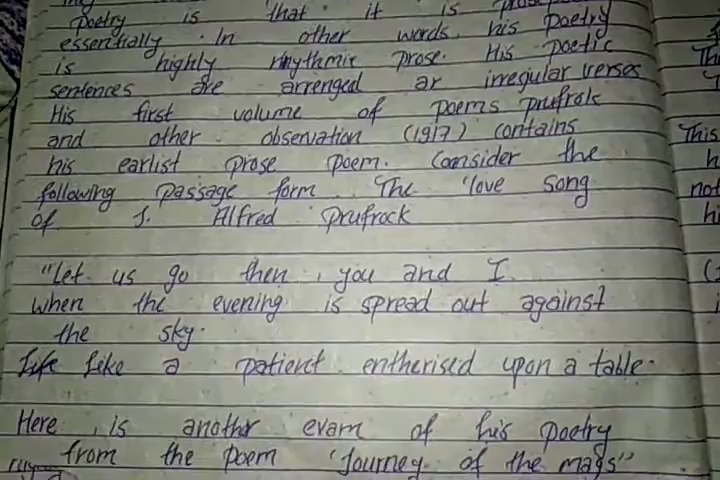 poetry is that it is
essentially. In other words, his poetry
is highly rhythmic prose. His poetic
sentences are arrenged ar irregular verses
His first volume of poems prufrok
and other observation (1917) contains
his earlist prose poem. Consider the
following passage form The 'love song
of J. Alfred prufrock
"Let us go then, you and I
when the evening is spread out against
the sky.
like a patient entherised upon a table.
Here is another exam of his poetry
from the poem 'Journey of the mags"
This
not